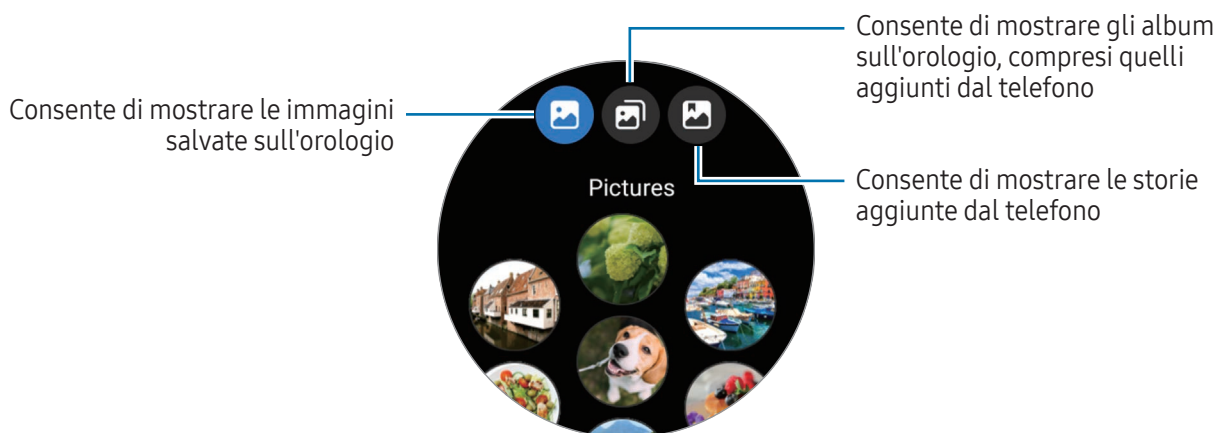 Consente di mostrare gli album
sull'orologio, compresi quelli
aggiunti dal telefono
Consente di mostrare le immagini
salvate sull'orologio
Consente di mostrare le storie
aggiunte dal telefono
Pictures